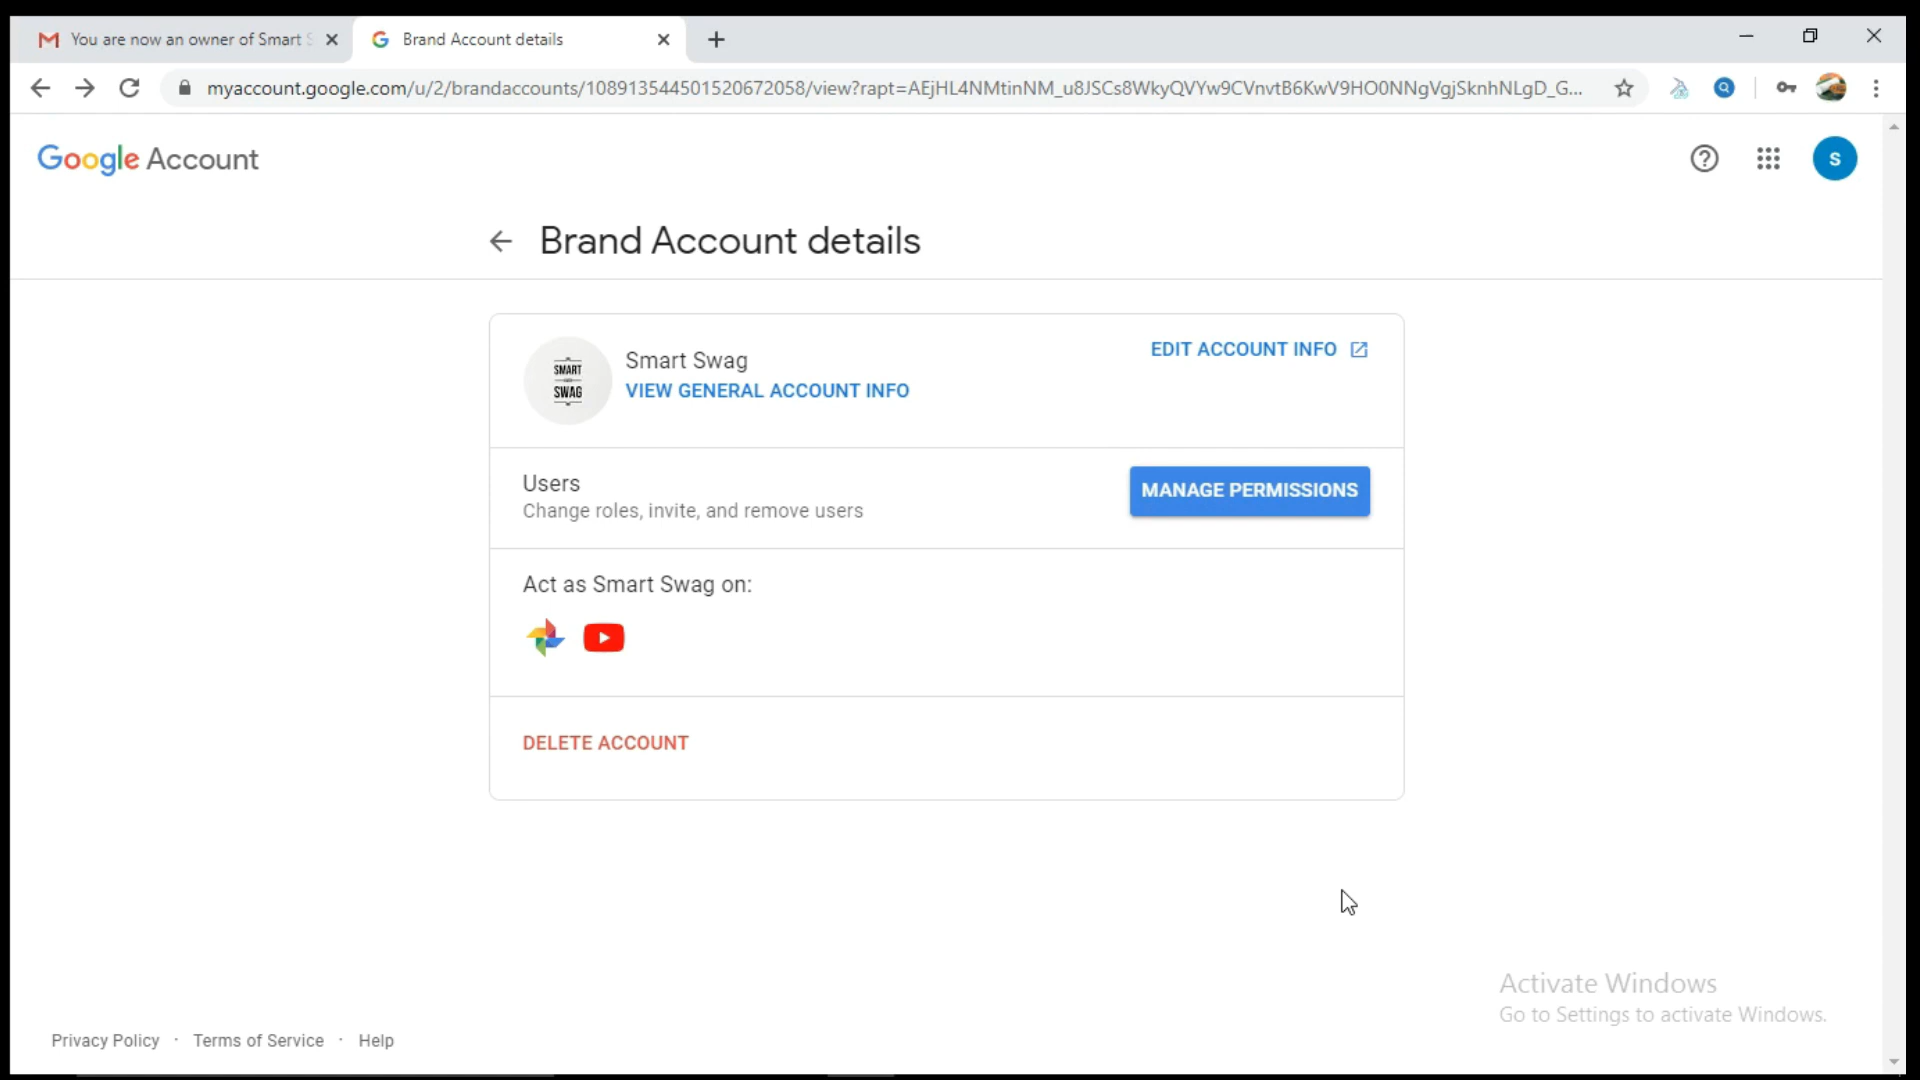 You are now an owner of Smart S
Brand Account details
myaccount.google.com/u/2/brandaccounts/108913544501520672058/view?rapt=AEjHL4NMtinNM_u8JSCs8WkyQVYw9CVnvtB6KwV9HO0NNgVgjSknhNLgD_G...
Google Account
S
Brand Account details
SMART
SWAG
Smart Swag
EDIT ACCOUNT INFO
VIEW GENERAL ACCOUNT INFO
Users
MANAGE PERMISSIONS
Change roles, invite, and remove users
Act as Smart Swag on:
DELETE ACCOUNT
Activate Windows
Go to Settings to activate Windows.
Privacy Policy · Terms of Service · Help